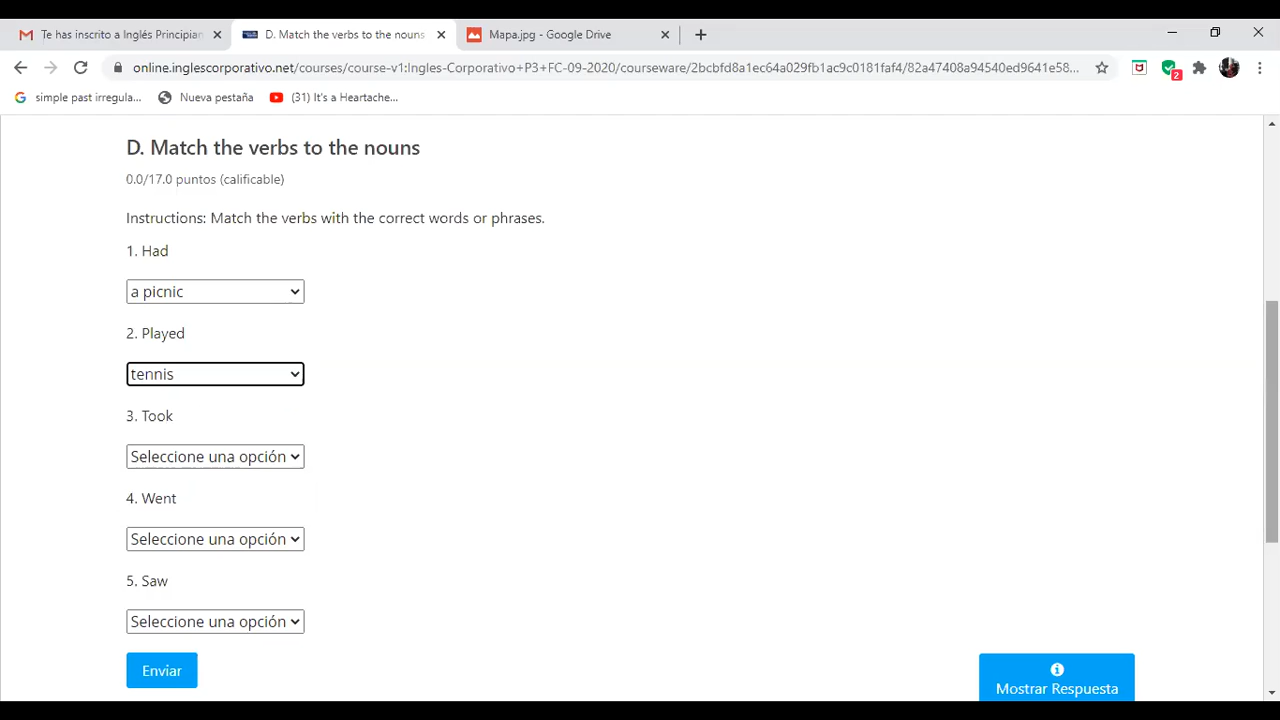 Te has inscrito a Inglés Principian
D. Match the verbs to the nouns
Mapa.jpg - Google Drive
online.inglescorporativo.net/courses/course-v1:Ingles-Corporativo+P3+FC-09-2020/courseware/2bcbfd8a1ec64a029fb1ac9c0181faf4/82a47408a94540ed9641e58...
2
simple past irregula...
Nueva pestaña
(31) It's a Heartache...
D. Match the verbs to the nouns
0.0/17.0 puntos (calificable)
Instructions: Match the verbs with the correct words or phrases.
1. Had
a picnic
2. Played
tennis
3. Took
Seleccione una opción
4. Went
Seleccione una opción
5. Saw
Seleccione una opción
Enviar
Mostrar Respuesta